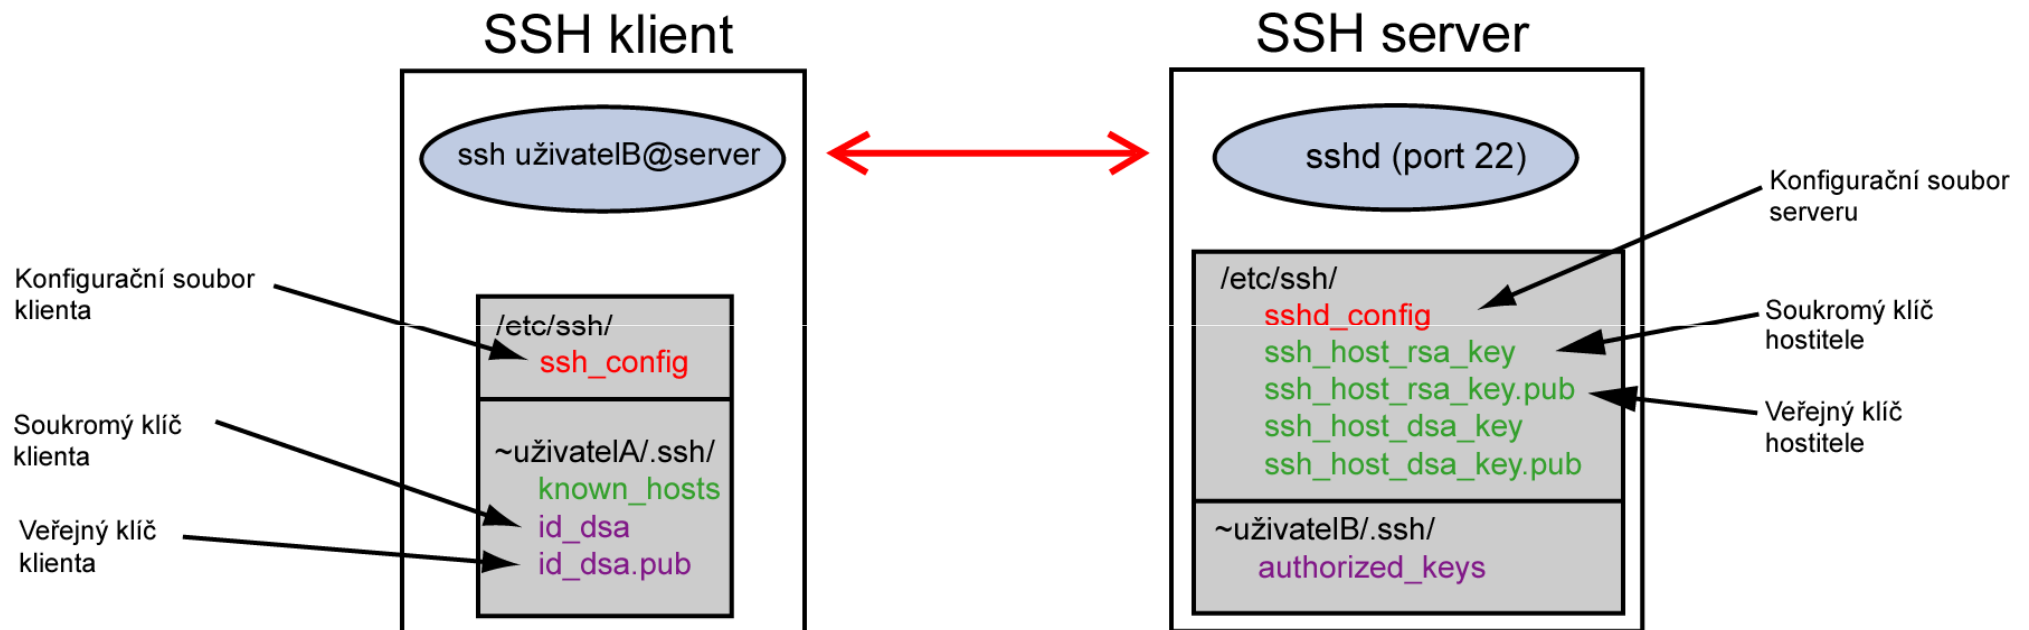 SSH klient
SSH server
ssh uživatelB@server
sshd (port 22)
Konfigurační soubor
klienta
/etc/ssh/
ssh_config
Soukromý klíč
klienta
~uživatelA/.ssh/
known_hosts
id_dsa
id_dsa.pub
Veřejný klíč
klienta
Konfigurační soubor
serveru
/etc/ssh/
sshd_config
ssh_host_rsa_key
ssh_host_rsa_key.pub
ssh_host_dsa_key
ssh_host_dsa_key.pub
Soukromý klíč
hostitele
Veřejný klíč
hostitele
~uživatelB/.ssh/
authorized_keys